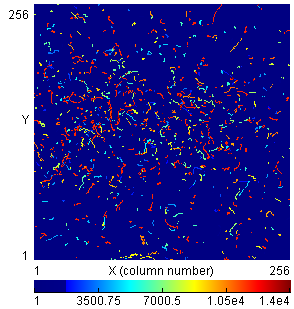 256
Y
1
1 X (column number) 256
1 3500.75 7000.5 1.05e4 1.4e4